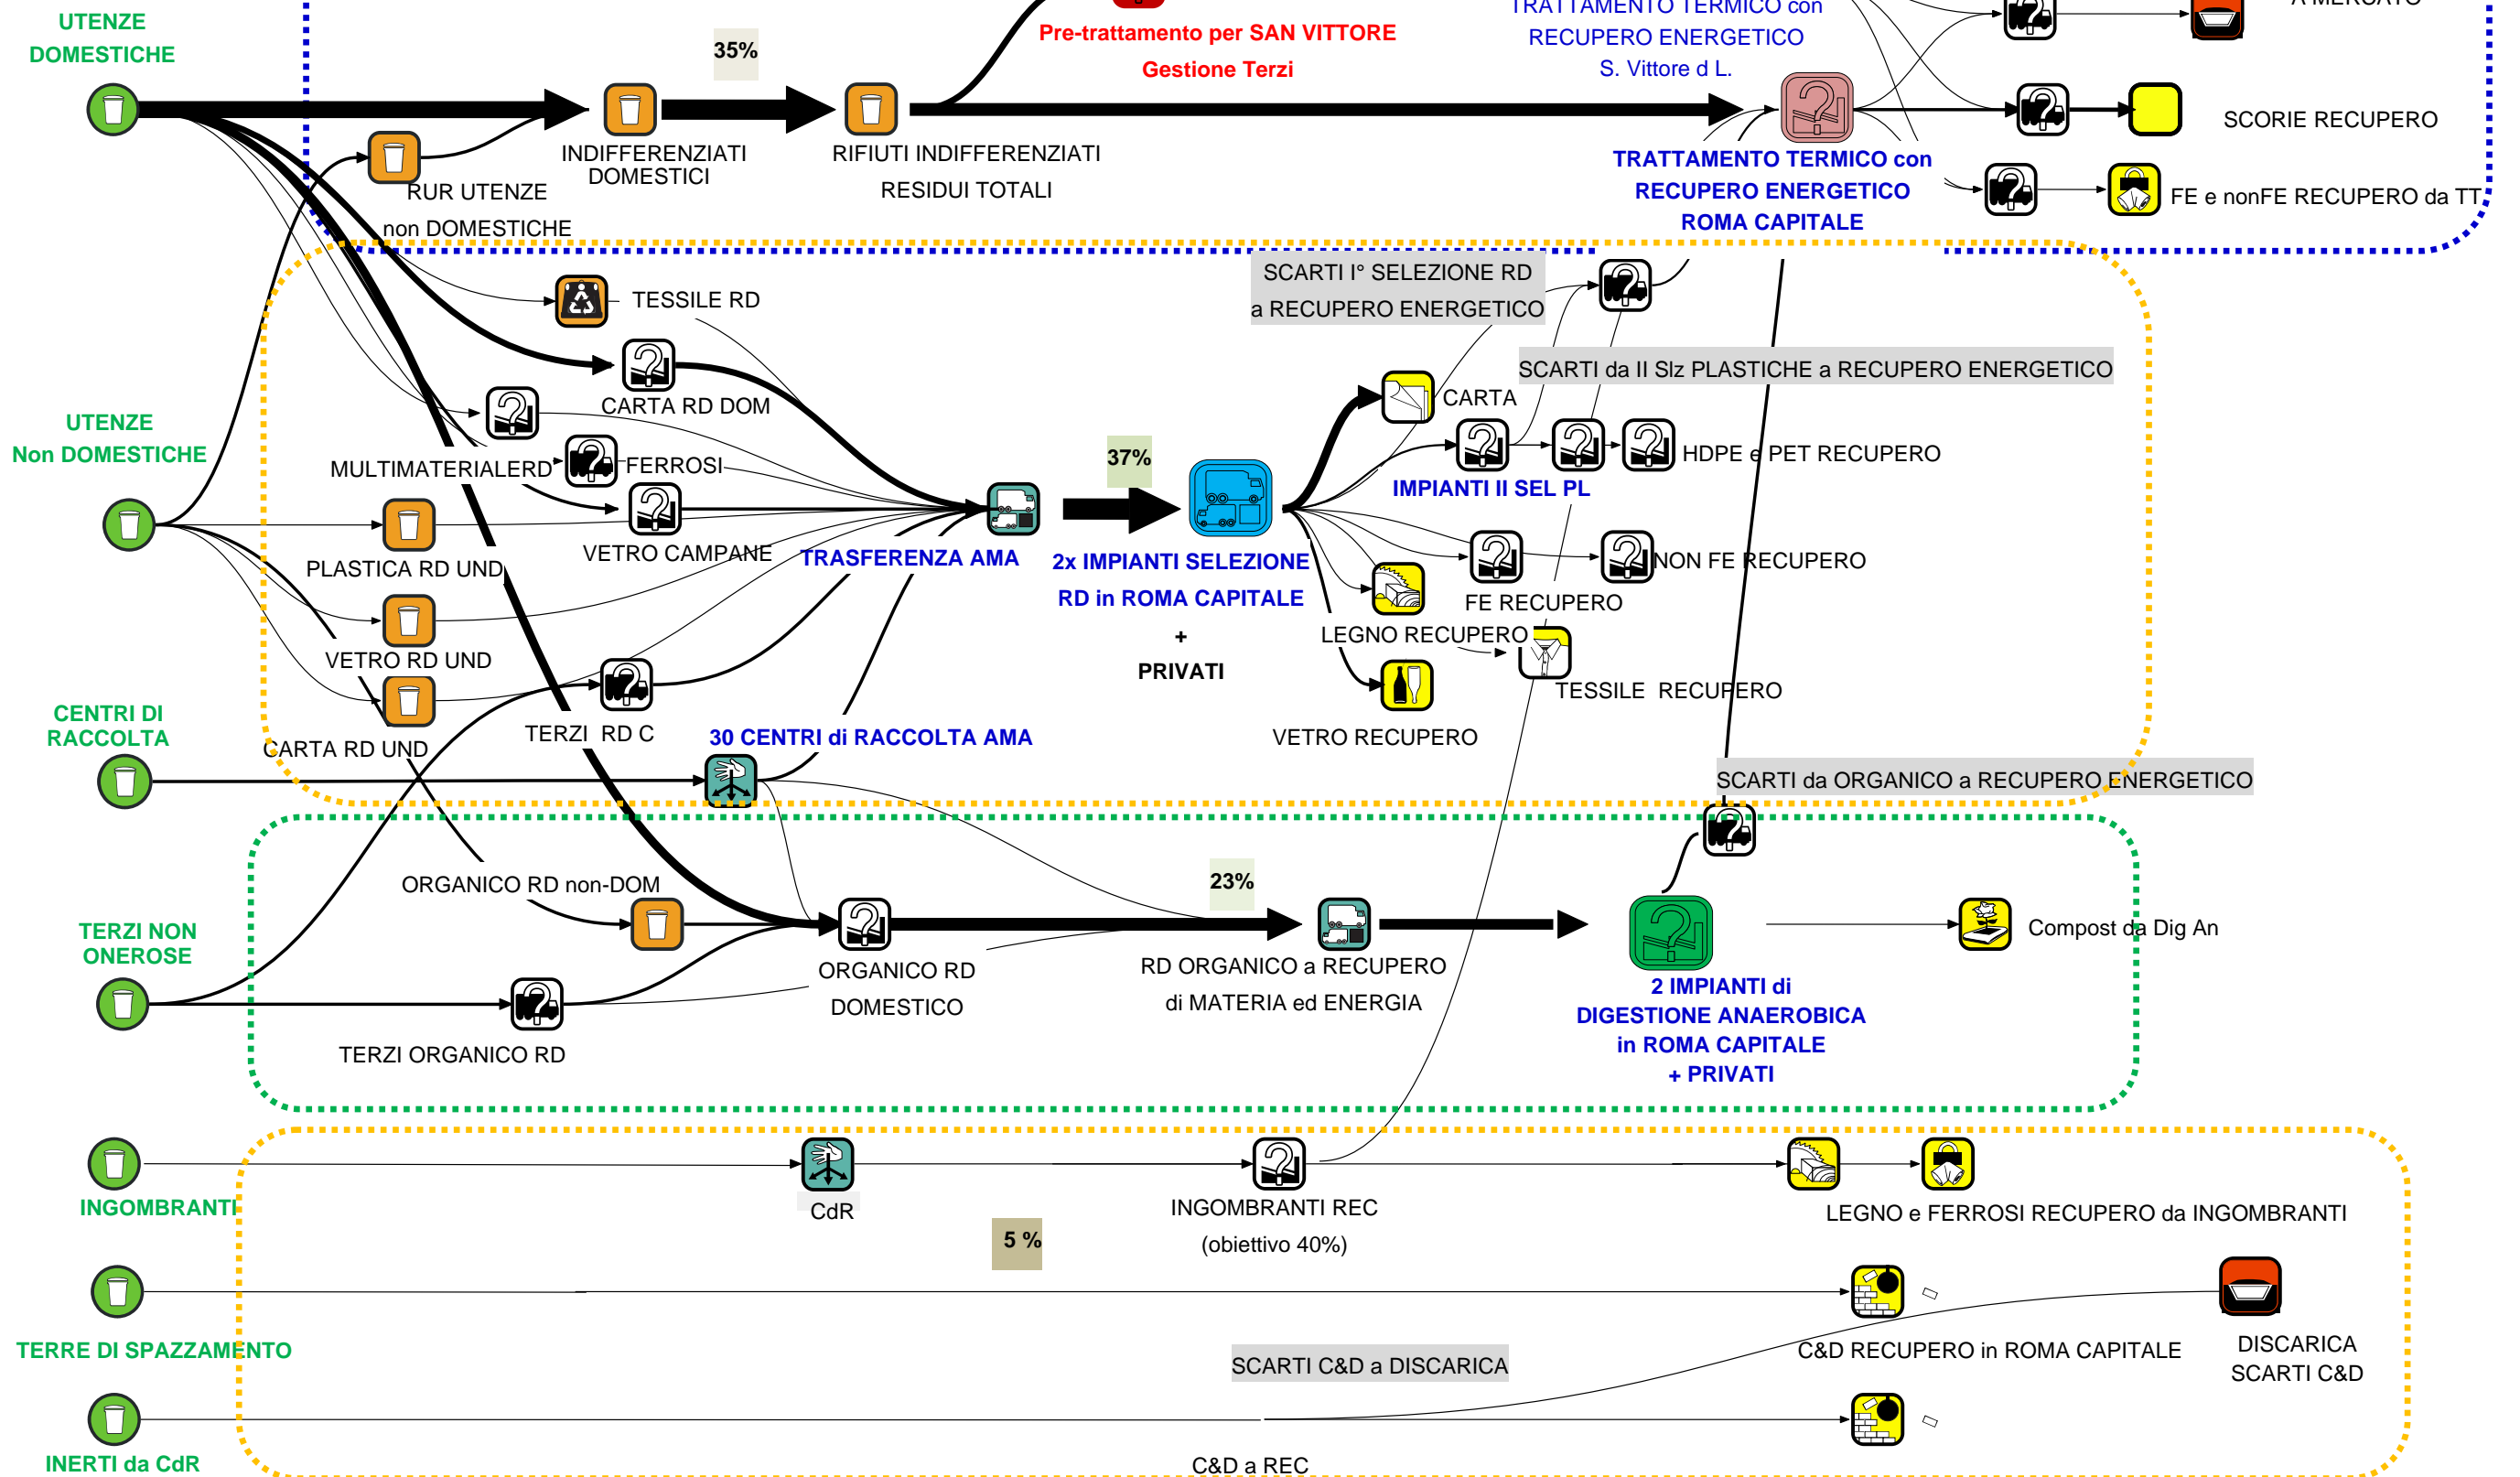 UTENZE
DOMESTICHE
35%
Pre-trattamento per SAN VITTORE
Gestione Terzi
TRATTAMENTO TERMICO con
RECUPERO ENERGETICO
S. Vittore d L.
A MERCATO
INDIFFERENZIATI
DOMESTICI
RIFIUTI INDIFFERENZIATI
RESIDUI TOTALI
RUR UTENZE
non DOMESTICHE
TRATTAMENTO TERMICO con
RECUPERO ENERGETICO
ROMA CAPITALE
SCORIE RECUPERO
FE e nonFE RECUPERO da TT
TESSILE RD
SCARTI I° SELEZIONE RD
a RECUPERO ENERGETICO
SCARTI da II Slz PLASTICHE a RECUPERO ENERGETICO
CARTA RD DOM
CARTA
UTENZE
Non DOMESTICHE
MULTIMATERIALERD
FERROSI
37%
HDPE e PET RECUPERO
IMPIANTI II SEL PL
VETRO CAMPANE
TRASFERENZA AMA
2x IMPIANTI SELEZIONE
RD in ROMA CAPITALE
+
PRIVATI
PLASTICA RD UND
NON FE RECUPERO
FE RECUPERO
LEGNO RECUPERO
VETRO RD UND
TESSILE RECUPERO
CENTRI DI
RACCOLTA
CARTA RD UND
TERZI RD C
30 CENTRI di RACCOLTA AMA
VETRO RECUPERO
SCARTI da ORGANICO a RECUPERO ENERGETICO
ORGANICO RD non-DOM
23%
TERZI NON
ONEROSE
ORGANICO RD
DOMESTICO
RD ORGANICO a RECUPERO
di MATERIA ed ENERGIA
Compost da Dig An
2 IMPIANTI di
DIGESTIONE ANAEROBICA
in ROMA CAPITALE
+ PRIVATI
TERZI ORGANICO RD
INGOMBRANTI
CdR
INGOMBRANTI REC
(obiettivo 40%)
LEGNO e FERROSI RECUPERO da INGOMBRANTI
5 %
TERRE DI SPAZZAMENTO
SCARTI C&D a DISCARICA
C&D RECUPERO in ROMA CAPITALE
DISCARICA
SCARTI C&D
INERTI da CdR
C&D a REC